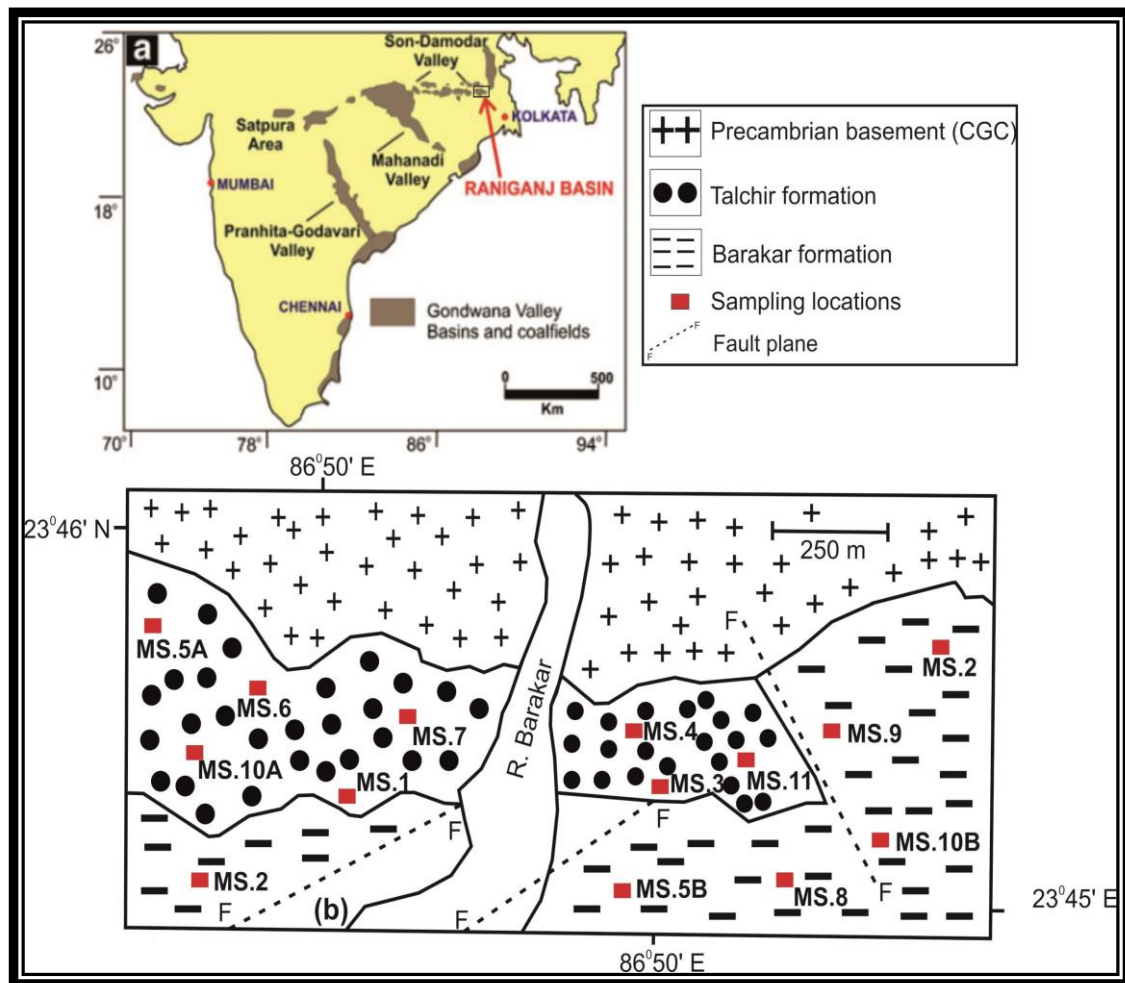 a
26°
18°
10°
70°
78°
86°
94°
Son-Damodar
Valley
KOLKATA
Satpura
Area
Mahanadi
Valley
RANIGANJ BASIN
MUMBAI
Pranhita-Godavari
Valley
CHENNAI
Gondwana Valley
Basins and coalfields
0 500
Km
++ Precambrian basement (CGC)
Talchir formation
Barakar formation
Sampling locations
F F Fault plane
86⁰50' E
23⁰46' N
250 m
MS.5A
MS.6
MS.7
MS.10A
MS.1
MS.2
F
F
(b)
R. Barakar
F
F
MS.4
MS.3
MS.11
F
MS.2
MS.9
MS.10B
F
MS.5B
MS.8
23⁰45' E
86⁰50' E